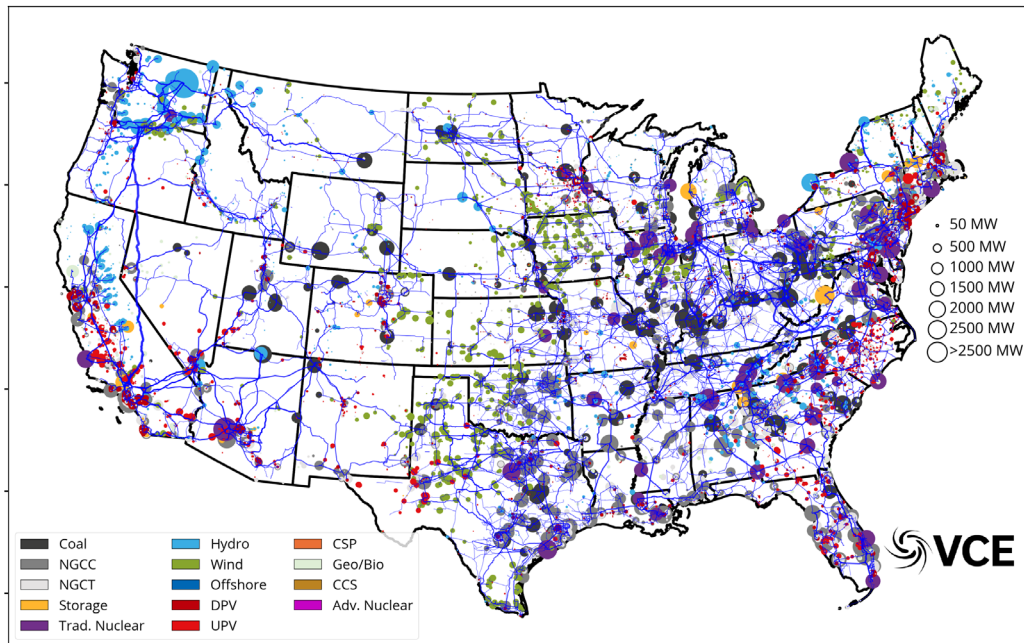 50 MW
500 MW
1000 MW
1500 MW
2000 MW
2500 MW
>2500 MW
VCE
Coal
NGCC
NGCT
Storage
Trad. Nuclear
Hydro
Wind
Offshore
DPV
UPV
CSP
Geo/Bio
CCS
Adv. Nuclear